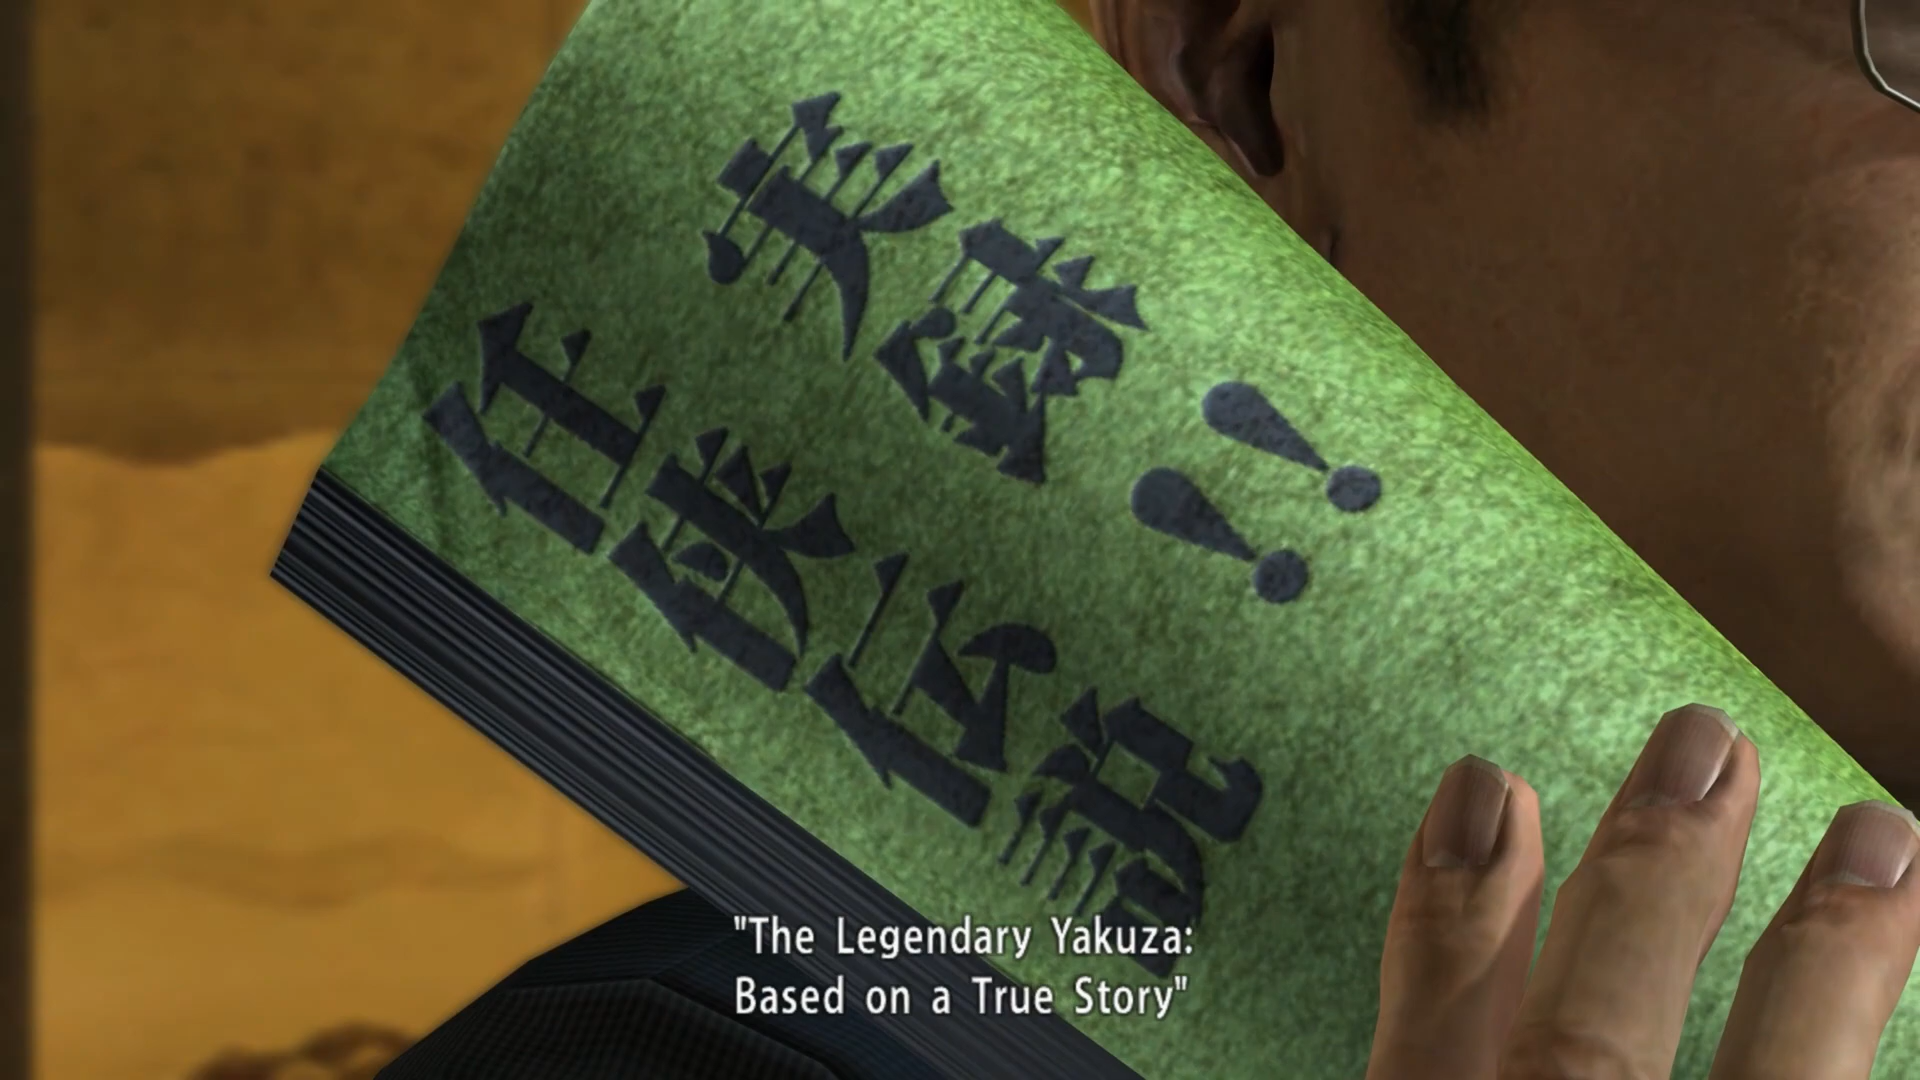 実録!!
任侠伝説
"The Legendary Yakuza:
Based on a True Story"